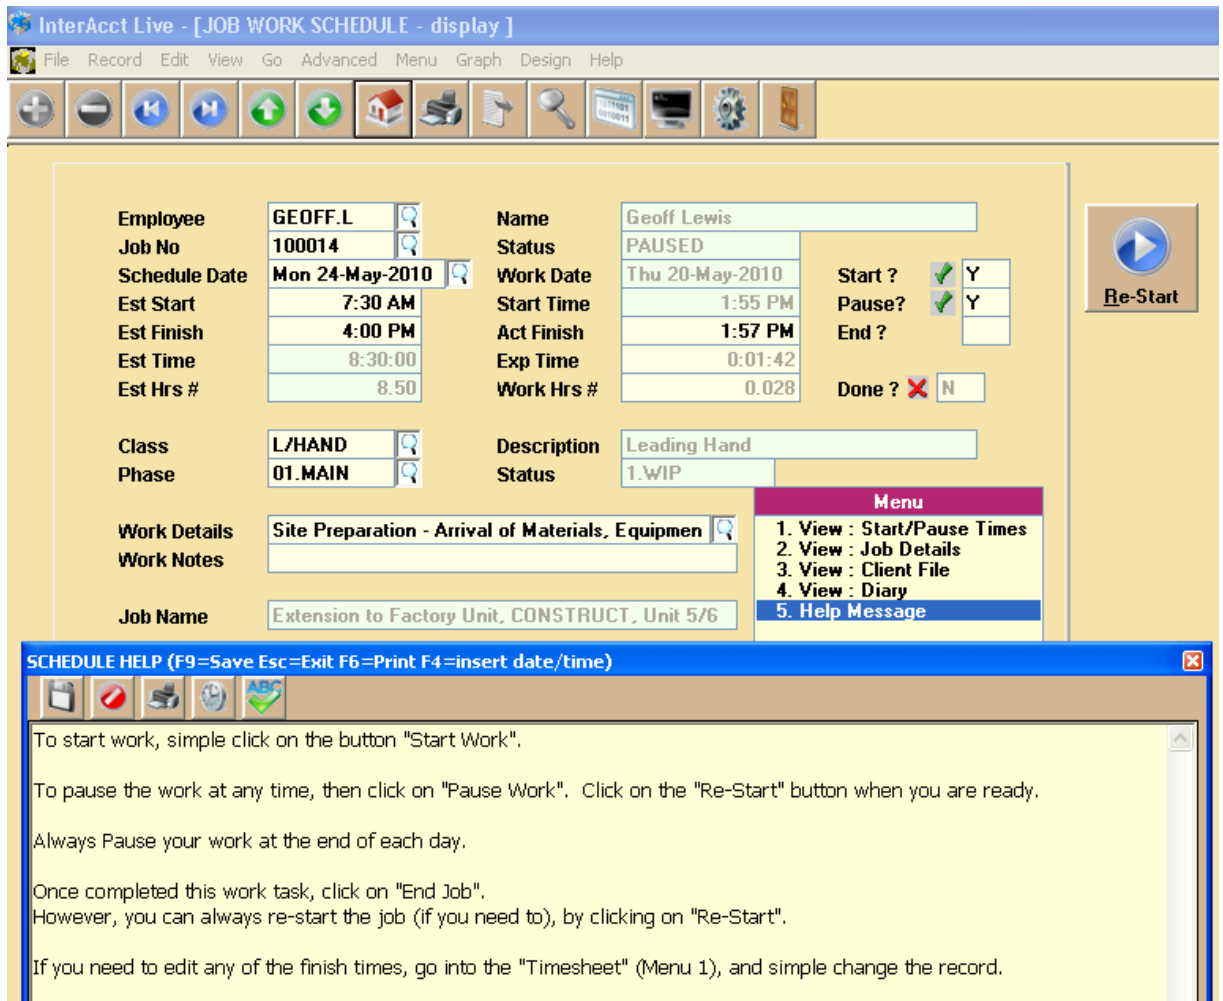 InterAcct Live - [JOB WORK SCHEDULE - display ]
File Record Edit View Go Advanced Menu Graph Design Help
Employee GEOFF.L Name Geoff Lewis
Job No 100014 Status PAUSED
Schedule Date Mon 24-May-2010 Work Date Thu 20-May-2010 Start ? Y
Est Start 7:30 AM Start Time 1:55 PM Pause? Y
Re-Start
Est Finish 4:00 PM Act Finish 1:57 PM End ?
Est Time 8:30:00 Exp Time 0:01:42
Est Hrs # 8.50 Work Hrs # 0.028 Done ? N
Class L/HAND Description Leading Hand
Phase 01.MAIN Status 1.WIP
Menu
1. View : Start/Pause Times
2. View : Job Details
3. View : Client File
4. View : Diary
5. Help Message
Work Details Site Preparation - Arrival of Materials, Equipmen
Work Notes
Job Name Extension to Factory Unit, CONSTRUCT, Unit 5/6
SCHEDULE HELP (F9=Save Esc=Exit F6=Print F4=insert date/time)
ABC
To start work, simple click on the button "Start Work".
To pause the work at any time, then click on "Pause Work". Click on the "Re-Start" button when you are ready.
Always Pause your work at the end of each day.
Once completed this work task, click on "End Job".
However, you can always re-start the job (if you need to), by clicking on "Re-Start".
If you need to edit any of the finish times, go into the "Timesheet" (Menu 1), and simple change the record.